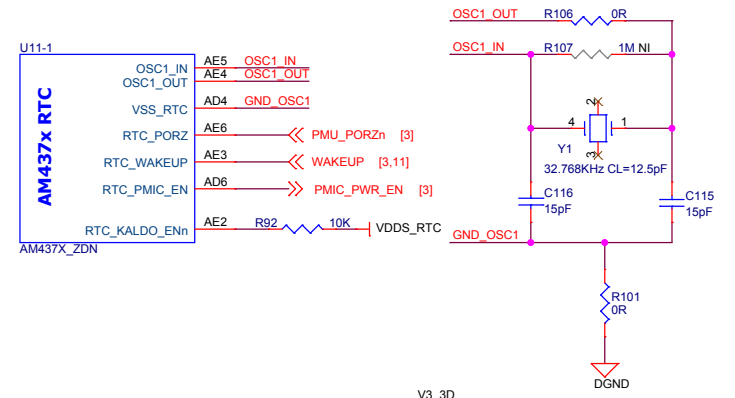 U11-1
AM437x RTC
OSC1_IN AE5 OSC1_IN
OSC1_OUT AE4 OSC1_OUT
VSS_RTC AD4 GND_OSC1
RTC_PORZ AE6 PMU_PORZn [3]
RTC_WAKEUP AE3 WAKEUP [3,11]
RTC_PMIC_EN AD6 PMIC_PWR_EN [3]
RTC_KALDO_ENn AE2 R92 10K VDDS_RTC
AM437X_ZDN
OSC1_OUT R106 0R
OSC1_IN R107 1M NI
2
4 1
3
Y1
32.768KHz CL=12.5pF
C116
15pF
C115
15pF
GND_OSC1
R101
0R
DGND
V3_3D